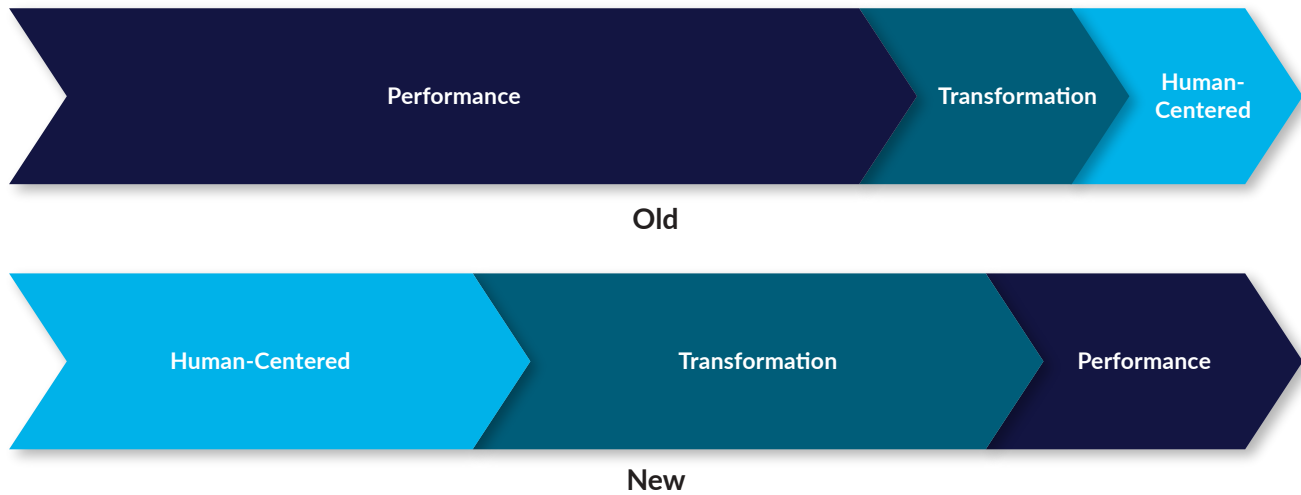 Performance
Transformation
Human-
Centered
Old
Human-Centered
Transformation
Performance
New